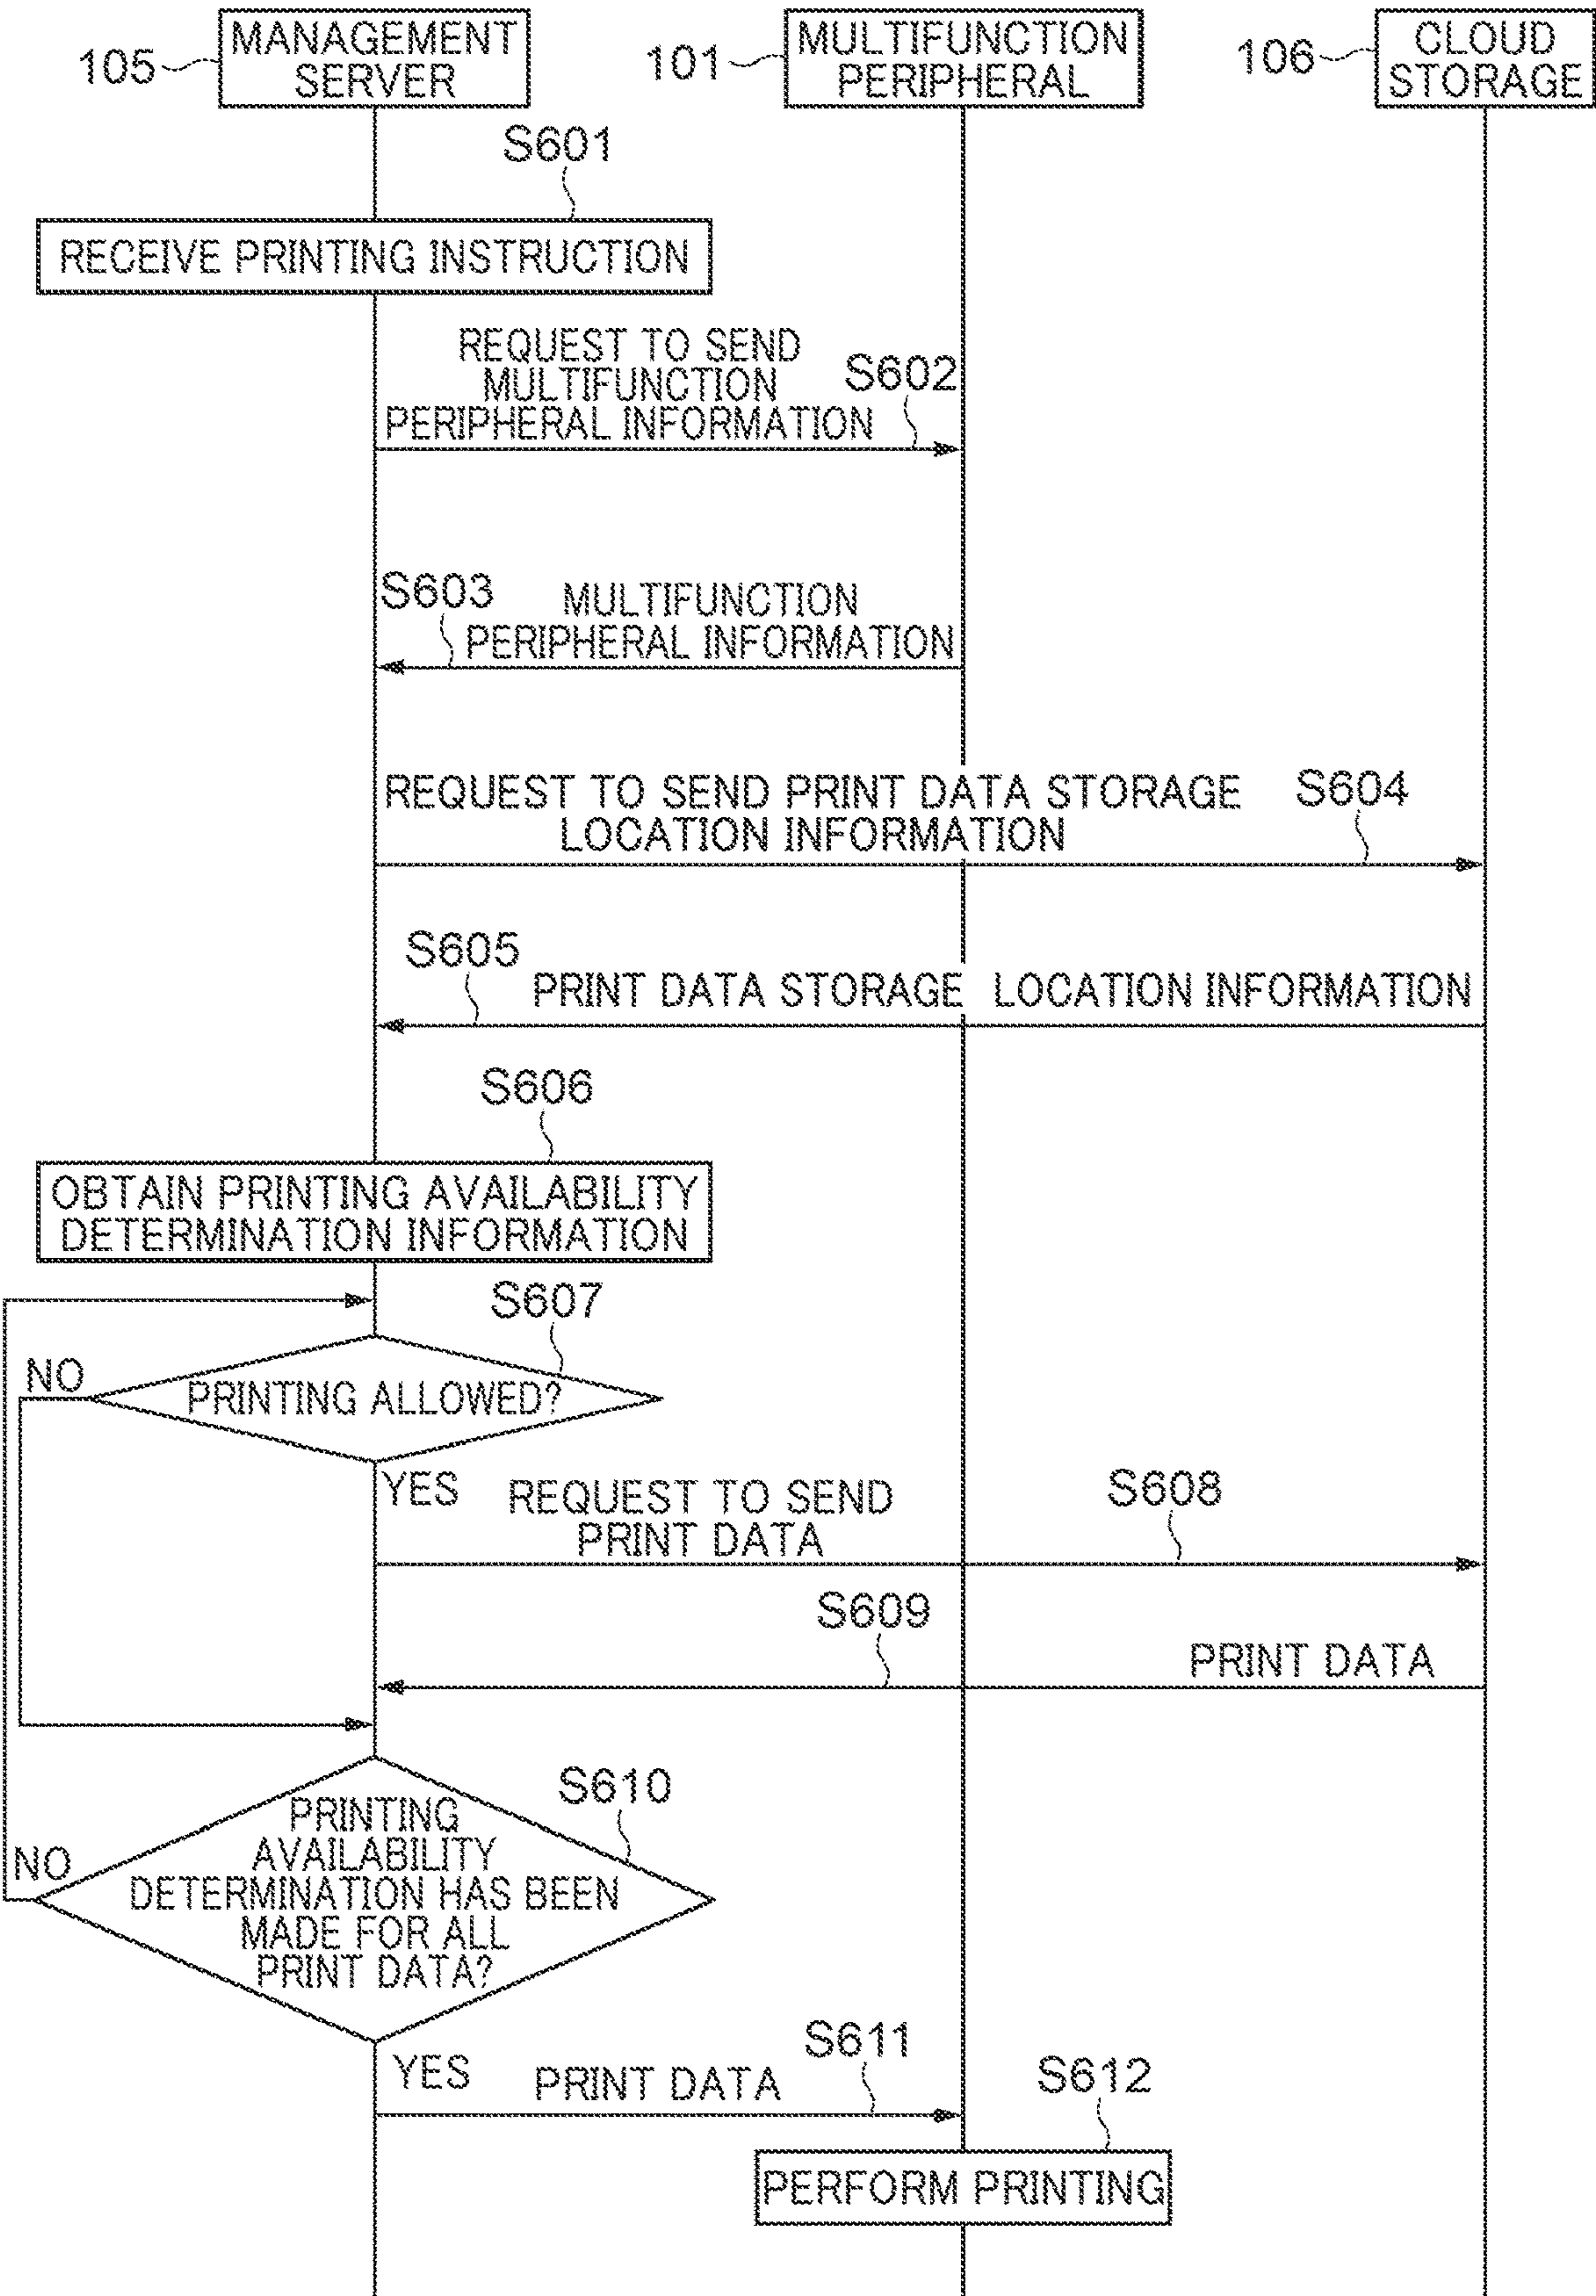 105
MANAGEMENT
SERVER
101
MULTIFUNCTION
PERIPHERAL
106
CLOUD
STORAGE
S601
RECEIVE PRINTING INSTRUCTION
REQUEST TO SEND
MULTIFUNCTION
PERIPHERAL INFORMATION
S602
S603
MULTIFUNCTION
PERIPHERAL INFORMATION
REQUEST TO SEND PRINT DATA STORAGE
LOCATION INFORMATION
S604
S605
PRINT DATA STORAGE LOCATION INFORMATION
S606
OBTAIN PRINTING AVAILABILITY
DETERMINATION INFORMATION
S607
NO
PRINTING ALLOWED?
YES
REQUEST TO SEND
PRINT DATA
S608
S609
PRINT DATA
S610
NO
PRINTING
AVAILABILITY
DETERMINATION HAS BEEN
MADE FOR ALL
PRINT DATA?
YES
PRINT DATA
S611
S612
PERFORM PRINTING